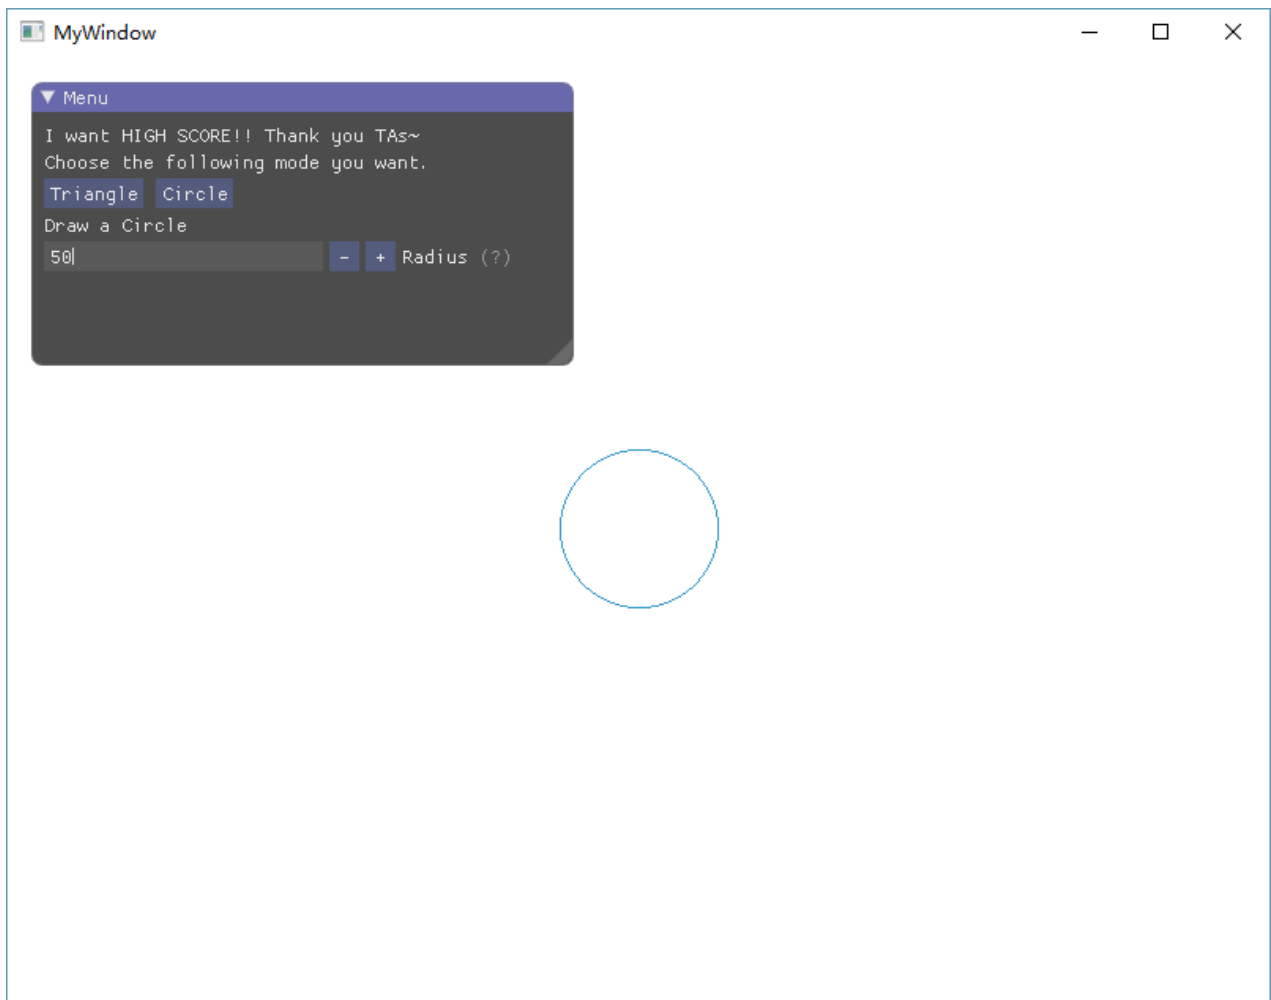 MyWindow
Menu
I want HIGH SCORE!! Thank you TAs~
Choose the following mode you want.
Triangle Circle
Draw a Circle
50 - + Radius (?)